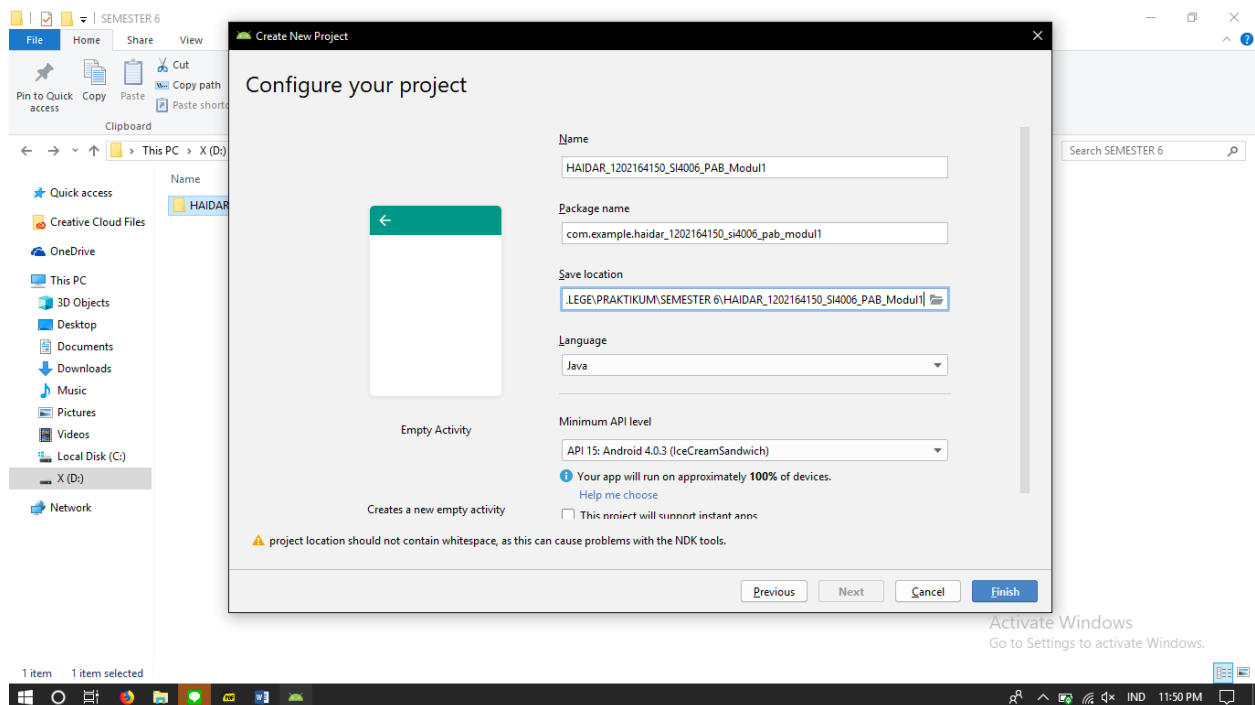 SEMESTER 6
File Home Share View
Pin to Quick access
Copy
Paste
Cut
Copy path
Paste shortc
Clipboard
This PC › X (D:)
Search SEMESTER 6
Quick access
Creative Cloud Files
OneDrive
This PC
3D Objects
Desktop
Documents
Downloads
Music
Pictures
Videos
Local Disk (C:)
X (D:)
Network
Name
HAIDAR
1 item 1 item selected
Create New Project
Configure your project
Empty Activity
Creates a new empty activity
Name
HAIDAR_1202164150_SI4006_PAB_Modul1
Package name
com.example.haidar_1202164150_si4006_pab_modul1
Save location
.LEGE\PRAKTIKUM\SEMESTER 6\HAIDAR_1202164150_SI4006_PAB_Modul1
Language
Java
Minimum API level
API 15: Android 4.0.3 (IceCreamSandwich)
Your app will run on approximately 100% of devices.
Help me choose
This project will support instant apps
project location should not contain whitespace, as this can cause problems with the NDK tools.
Previous Next Cancel Finish
Activate Windows
Go to Settings to activate Windows.
IND 11:50 PM